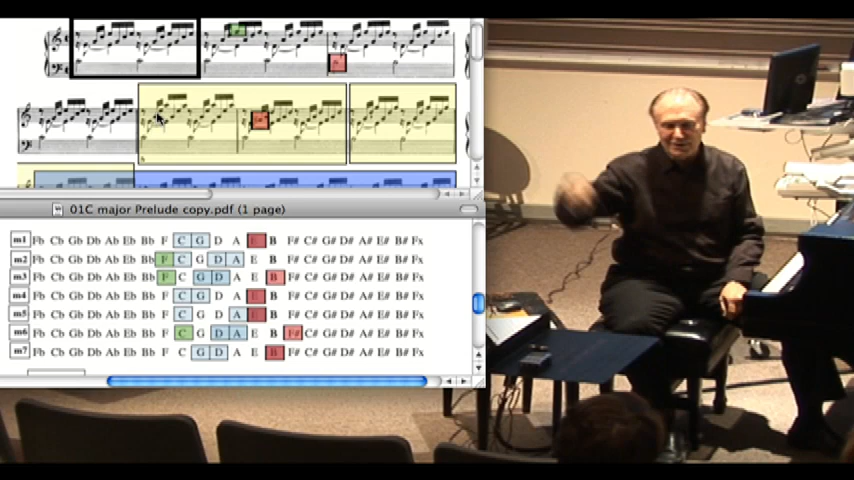 01C major Prelude copy.pdf (1 page)
m1 Fb Cb Gb Db Ab Eb Bb F C G D A E B F# C# G# D# A# E# B# Fx
m2 Fb Cb Gb Db Ab Eb Bb F C G D A E B F# C# G# D# A# E# B# Fx
m3 Fb Cb Gb Db Ab Eb Bb F C G D A E B F# C# G# D# A# E# B# Fx
m4 Fb Cb Gb Db Ab Eb Bb F C G D A E B F# C# G# D# A# E# B# Fx
m5 Fb Cb Gb Db Ab Eb Bb F C G D A E B F# C# G# D# A# E# B# Fx
m6 Fb Cb Gb Db Ab Eb Bb F C G D A E B F# C# G# D# A# E# B# Fx
m7 Fb Cb Gb Db Ab Eb Bb F C G D A E B F# C# G# D# A# E# B# Fx